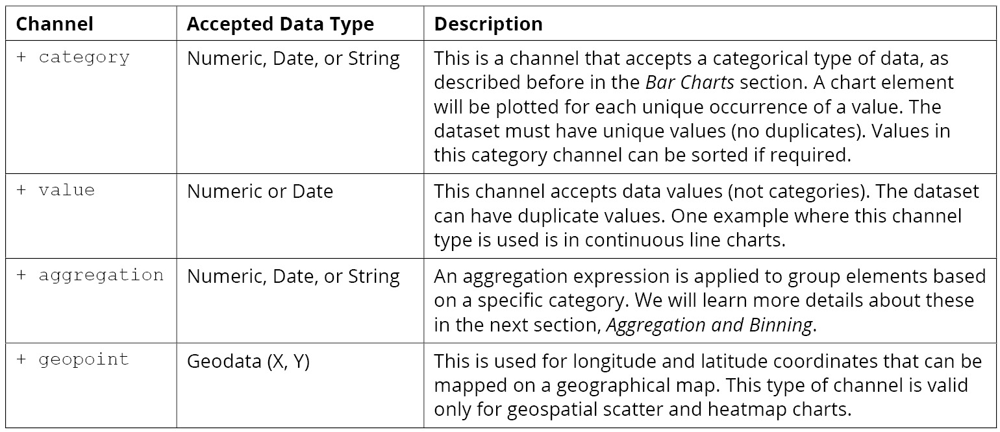 Channel Accepted Data Type Description
+ category Numeric, Date, or String This is a channel that accepts a categorical type of data, as
described before in the Bar Charts section. A chart element
will be plotted for each unique occurrence of a value. The
dataset must have unique values (no duplicates). Values in
this category channel can be sorted if required.
+ value Numeric or Date This channel accepts data values (not categories). The dataset
can have duplicate values. One example where this channel
type is used is in continuous line charts.
+ aggregation Numeric, Date, or String An aggregation expression is applied to group elements based
on a specific category. We will learn more details about these
in the next section, Aggregation and Binning.
+ geopoint Geodata (X, Y) This is used for longitude and latitude coordinates that can be
mapped on a geographical map. This type of channel is valid
only for geospatial scatter and heatmap charts.